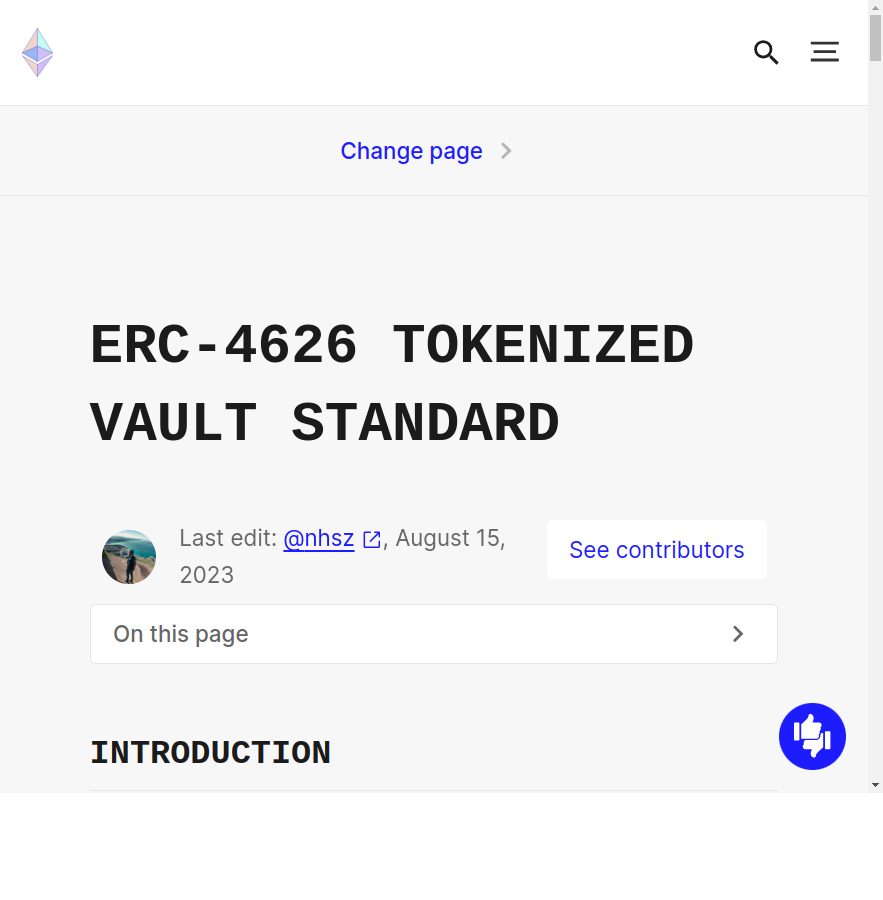 Change page
ERC-4626 TOKENIZED
VAULT STANDARD
Last edit: @nhsz, August 15,
2023
See contributors
On this page
INTRODUCTION